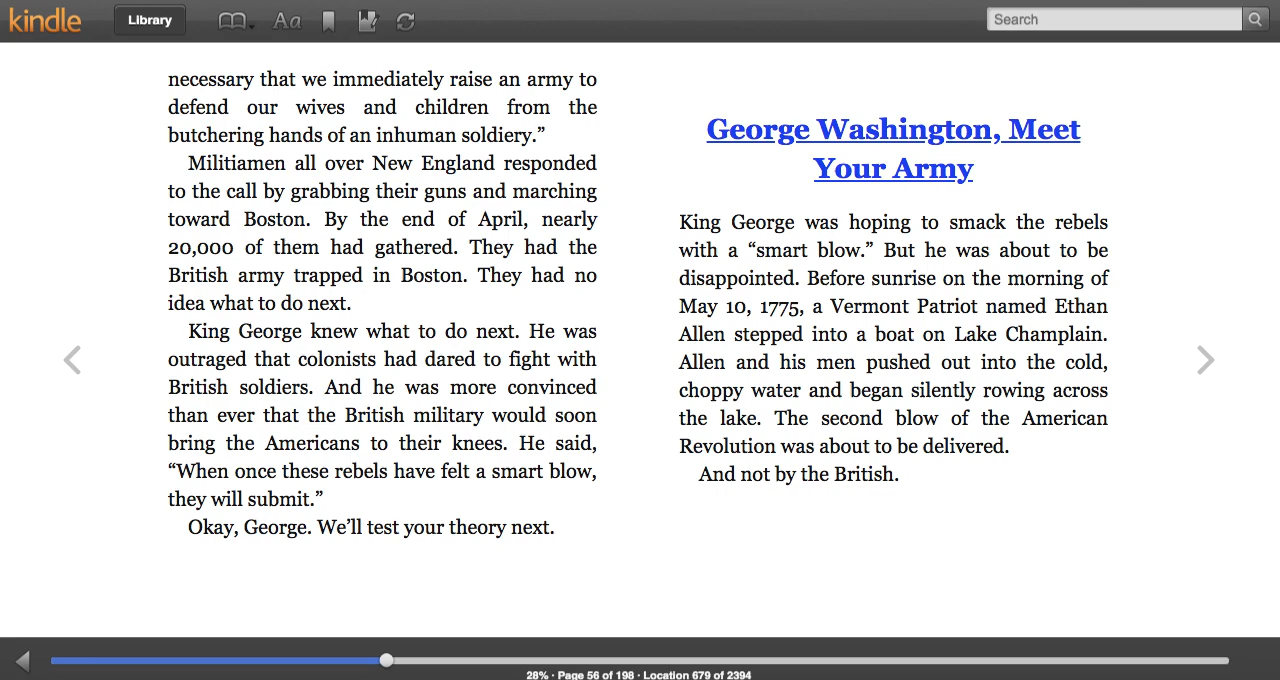 kindle
Library
Aa
Search
necessary that we immediately raise an army to
defend our wives and children from the
butchering hands of an inhuman soldiery.”
Militiamen all over New England responded
to the call by grabbing their guns and marching
toward Boston. By the end of April, nearly
20,000 of them had gathered. They had the
British army trapped in Boston. They had no
idea what to do next.
King George knew what to do next. He was
outraged that colonists had dared to fight with
British soldiers. And he was more convinced
than ever that the British military would soon
bring the Americans to their knees. He said,
“When once these rebels have felt a smart blow,
they will submit.”
Okay, George. We’ll test your theory next.
George Washington, Meet
Your Army
King George was hoping to smack the rebels
with a “smart blow.” But he was about to be
disappointed. Before sunrise on the morning of
May 10, 1775, a Vermont Patriot named Ethan
Allen stepped into a boat on Lake Champlain.
Allen and his men pushed out into the cold,
choppy water and began silently rowing across
the lake. The second blow of the American
Revolution was about to be delivered.
And not by the British.
28% · Page 56 of 198 · Location 679 of 2394